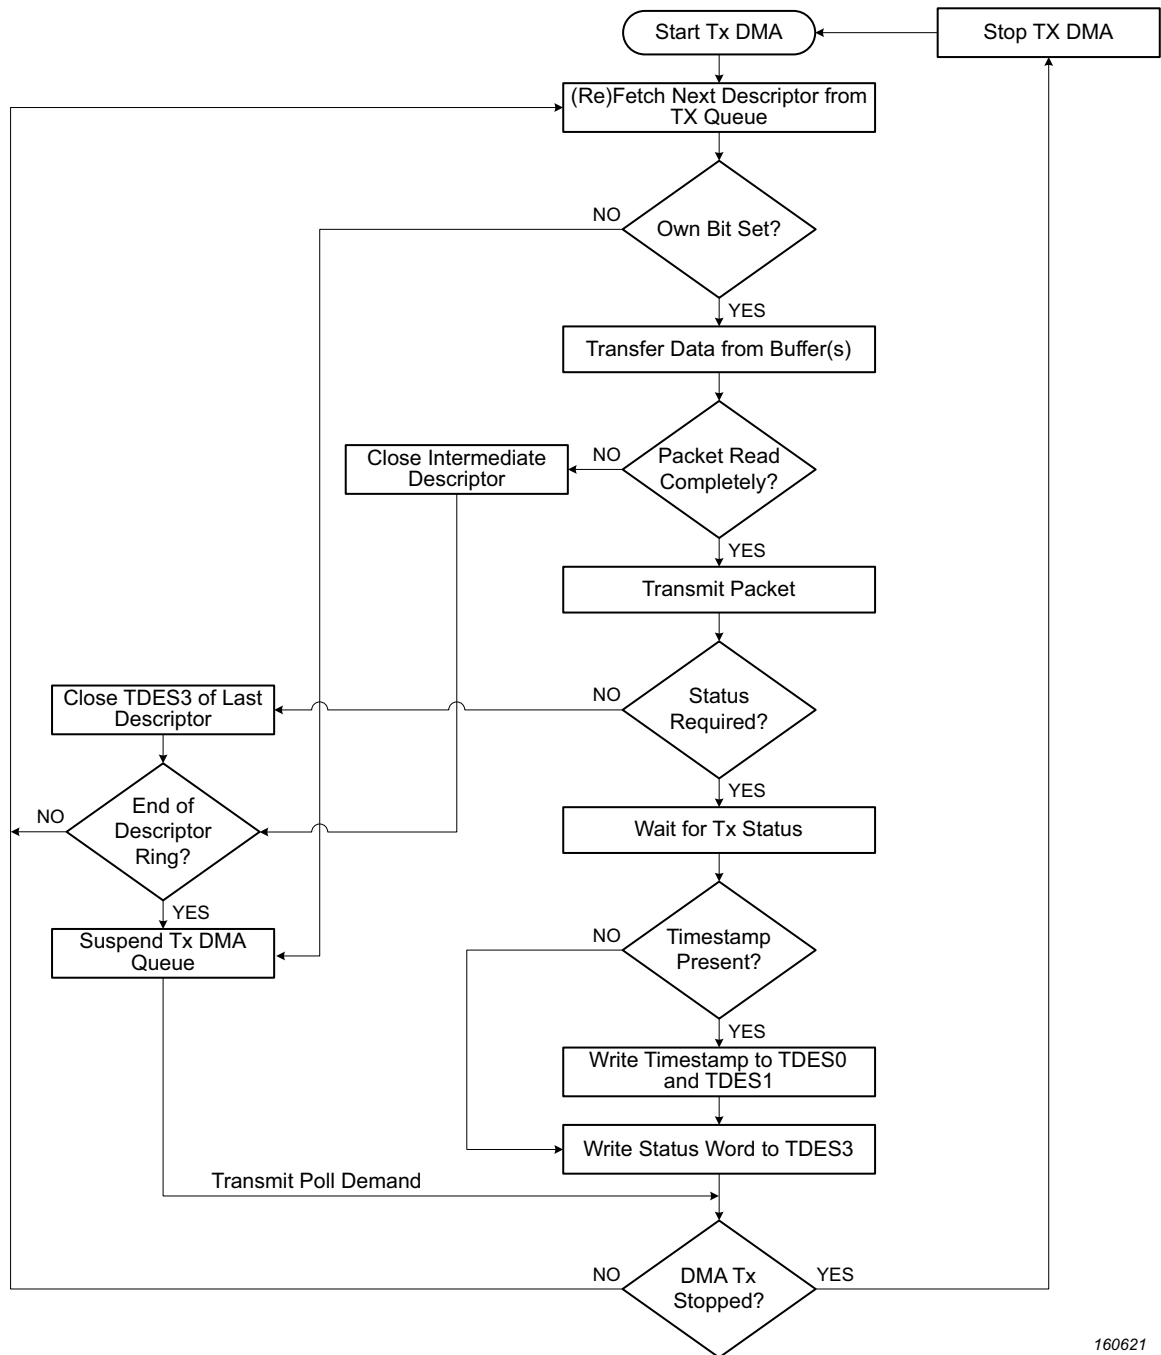 Start Tx DMA
Stop TX DMA
(Re)Fetch Next Descriptor from
TX Queue
NO
Own Bit Set?
YES
Transfer Data from Buffer(s)
Close Intermediate
Descriptor
NO
Packet Read
Completely?
YES
Transmit Packet
Close TDES3 of Last
Descriptor
NO
Status
Required?
YES
NO
End of
Descriptor
Ring?
Wait for Tx Status
YES
Suspend Tx DMA
Queue
NO
Timestamp
Present?
YES
Write Timestamp to TDES0
and TDES1
Write Status Word to TDES3
Transmit Poll Demand
NO
DMA Tx
Stopped?
YES
160621